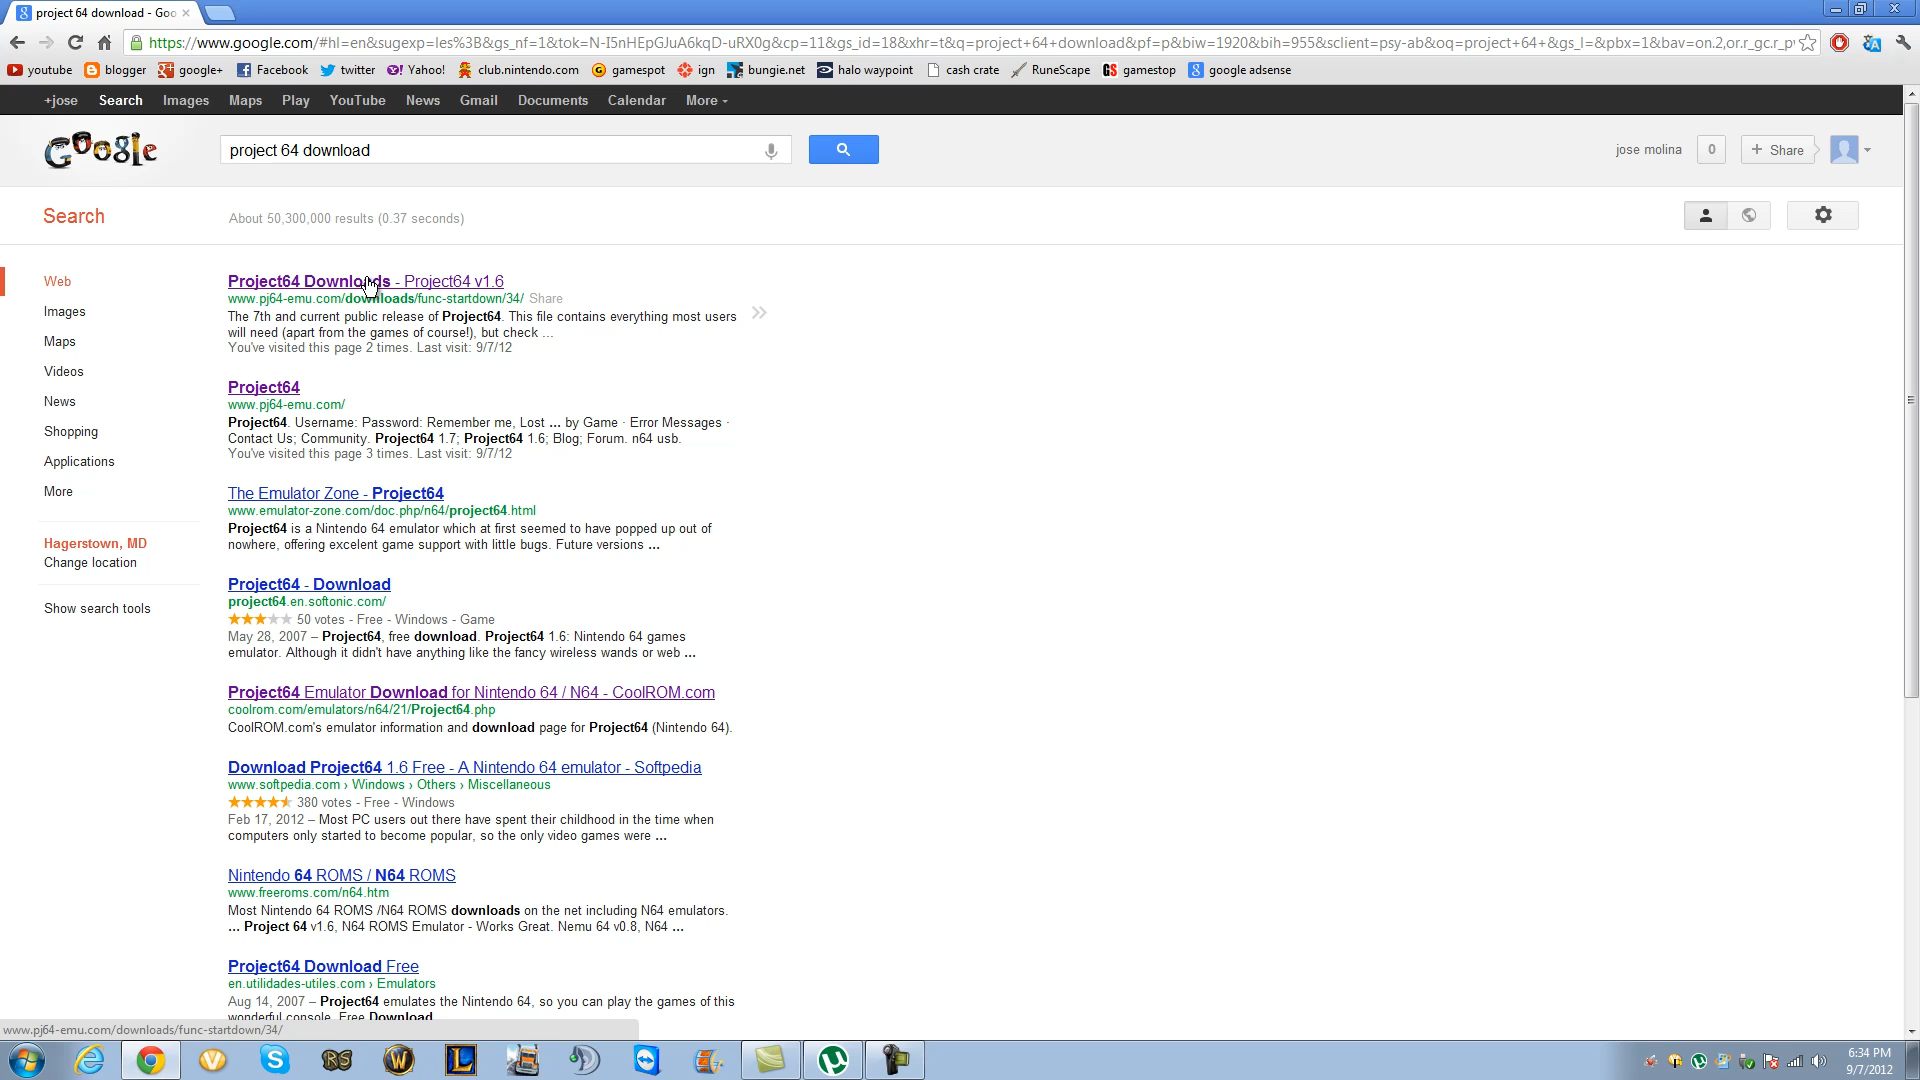 project 64 download - Goo
https://www.google.com/#hl=en&sugexp=les%3B&gs_nf=1&tok=N-I5nHEpGJuA6kqD-uRX0g&cp=11&gs_id=18&xhr=t&q=project+64+download&pf=p&biw=1920&bih=955&sclient=psy-ab&oq=project+64+&gs_l=&pbx=1&bav=on.2,or.r_gc.r_p
youtube blogger google+ Facebook twitter Yahoo! club.nintendo.com gamespot ign bungie.net halo waypoint cash crate RuneScape gamestop google adsense
+jose Search Images Maps Play YouTube News Gmail Documents Calendar More
Google
project 64 download
jose molina 0 + Share
Search
About 50,300,000 results (0.37 seconds)
Web
Images
Maps
Videos
News
Shopping
Applications
More
Hagerstown, MD
Change location
Show search tools
Project64 Downloads - Project64 v1.6
www.pj64-emu.com/downloads/func-startdown/34/ Share
The 7th and current public release of Project64. This file contains everything most users
will need (apart from the games of course!), but check ...
You've visited this page 2 times. Last visit: 9/7/12
Project64
www.pj64-emu.com/
Project64. Username: Password: Remember me, Lost ... by Game · Error Messages ·
Contact Us; Community. Project64 1.7; Project64 1.6; Blog; Forum. n64 usb.
You've visited this page 3 times. Last visit: 9/7/12
The Emulator Zone - Project64
www.emulator-zone.com/doc.php/n64/project64.html
Project64 is a Nintendo 64 emulator which at first seemed to have popped up out of
nowhere, offering excelent game support with little bugs. Future versions ...
Project64 - Download
project64.en.softonic.com/
50 votes - Free - Windows - Game
May 28, 2007 – Project64, free download. Project64 1.6: Nintendo 64 games
emulator. Although it didn't have anything like the fancy wireless wands or web ...
Project64 Emulator Download for Nintendo 64 / N64 - CoolROM.com
coolrom.com/emulators/n64/21/Project64.php
CoolROM.com's emulator information and download page for Project64 (Nintendo 64).
Download Project64 1.6 Free - A Nintendo 64 emulator - Softpedia
www.softpedia.com › Windows › Others › Miscellaneous
380 votes - Free - Windows
Feb 17, 2012 – Most PC users out there have spent their childhood in the time when
computers only started to become popular, so the only video games were ...
Nintendo 64 ROMS / N64 ROMS
www.freeroms.com/n64.htm
Most Nintendo 64 ROMS /N64 ROMS downloads on the net including N64 emulators.
... Project 64 v1.6, N64 ROMS Emulator - Works Great. Nemu 64 v0.8, N64 ...
Project64 Download Free
en.utilidades-utiles.com › Emulators
Aug 14, 2007 – Project64 emulates the Nintendo 64, so you can play the games of this
wonderful console. Free Download.
www.pj64-emu.com/downloads/func-startdown/34/
6:34 PM
9/7/2012